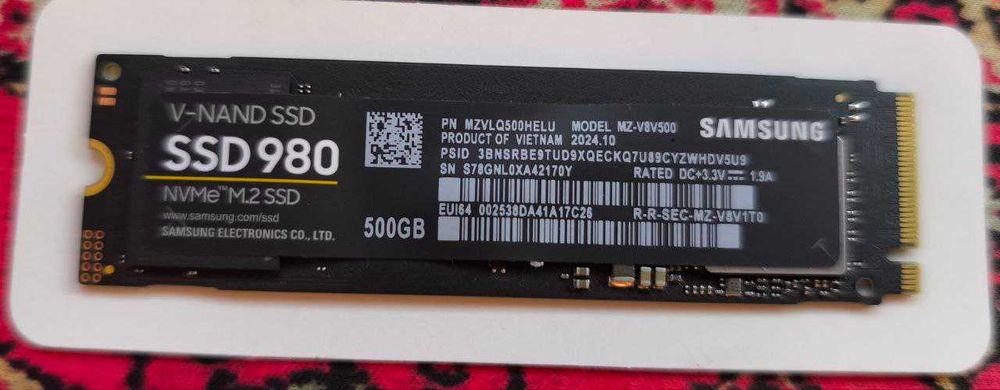 V-NAND SSD
SSD 980
NVMe™ M.2 SSD
www.samsung.com/ssd
SAMSUNG ELECTRONICS CO., LTD.
500GB
PN MZVLQ500HELU MODEL MZ-V8V500
PRODUCT OF VIETNAM 2024.10
PSID 3BNSRBE9TUD9XQECKQ7U89CYZWHDV5U9
SN S78GNL0XA42170Y RATED DC+3.3V⎓ 1.9A
EUI64 002538DA41A17C26 R-R-SEC-MZ-V8V1T0
SAMSUNG